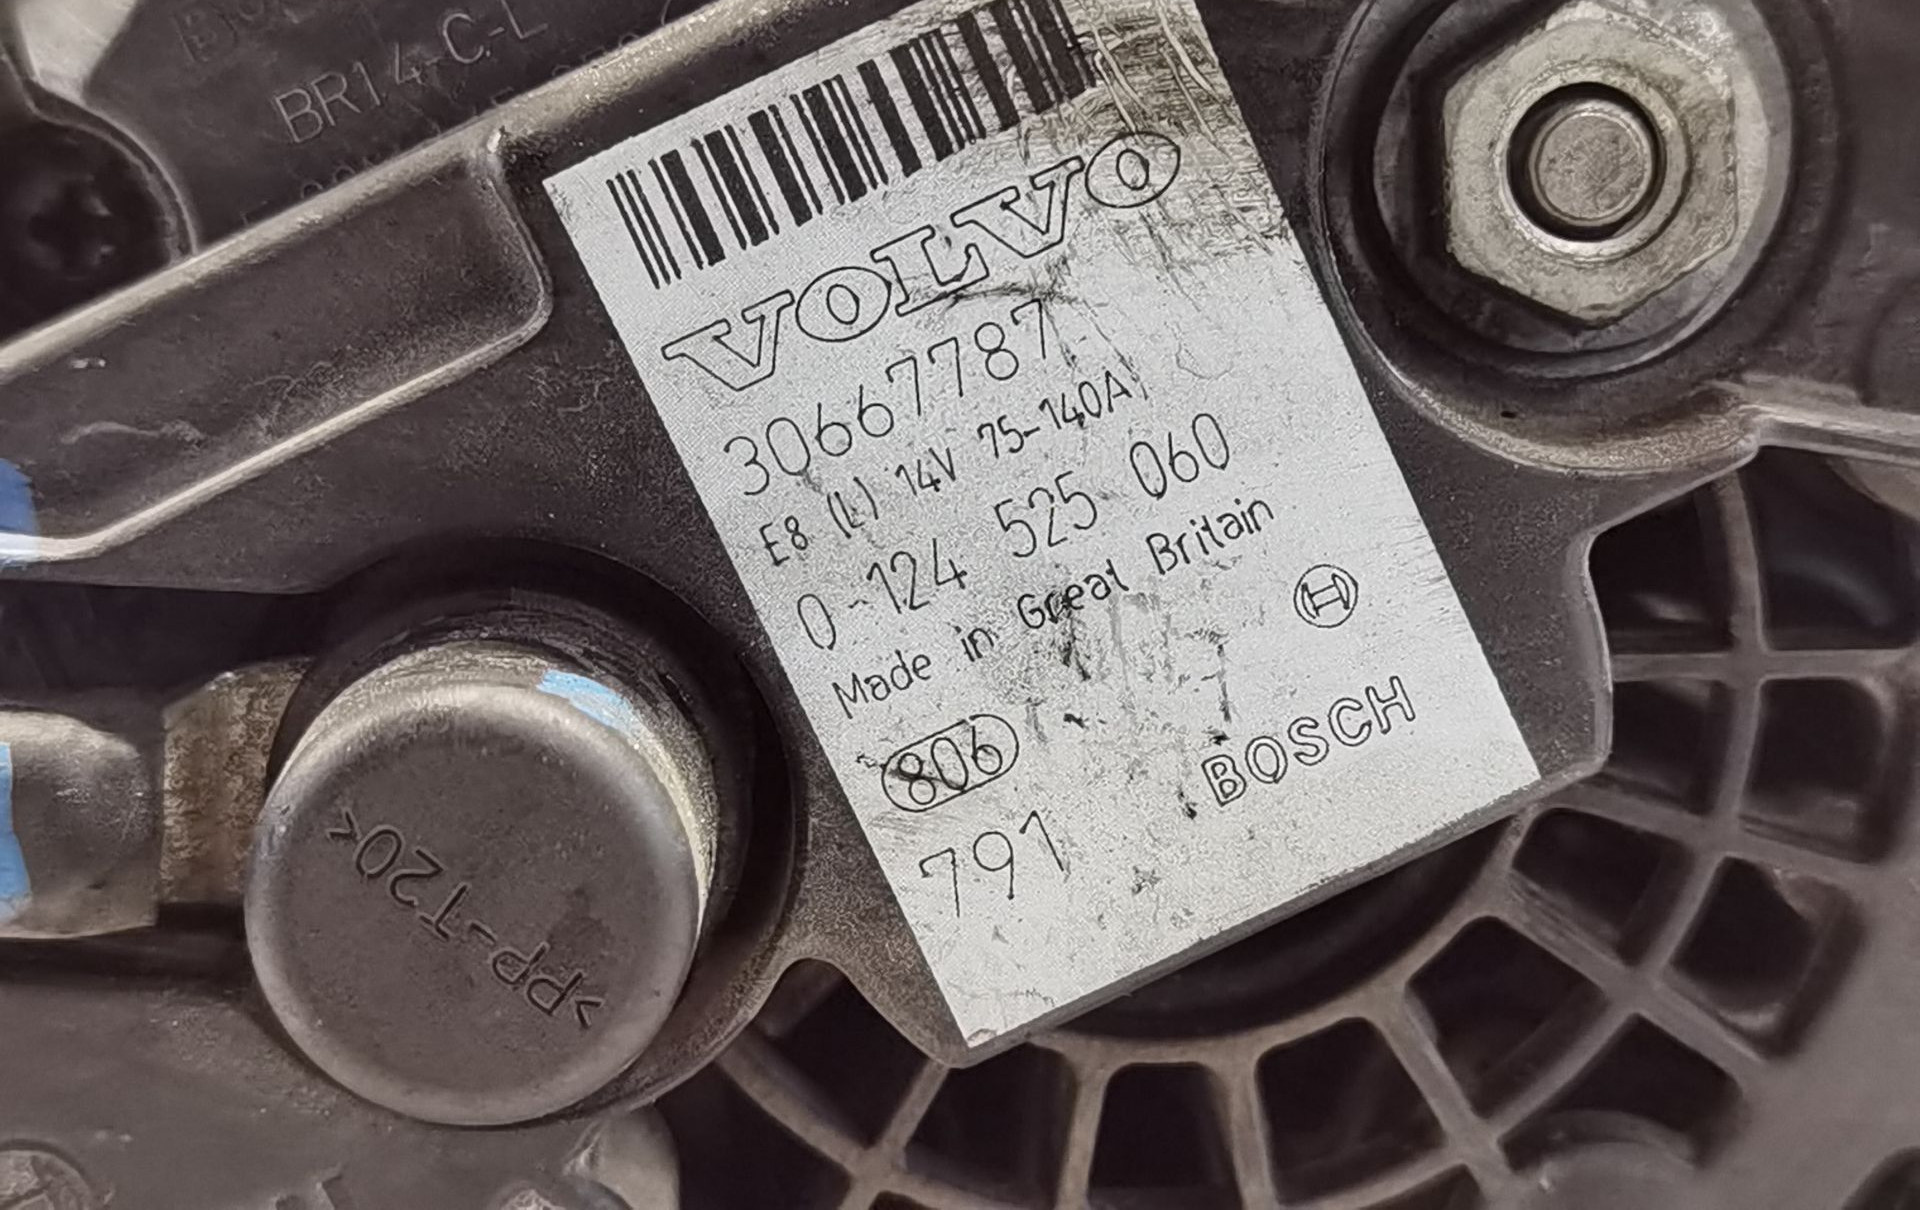 BR14-C-L
VOLVO
30667787
E8 (L) 14V 75-140A
0 124 525 060
Made in Great Britain
806
BOSCH
791
>PP-T20<